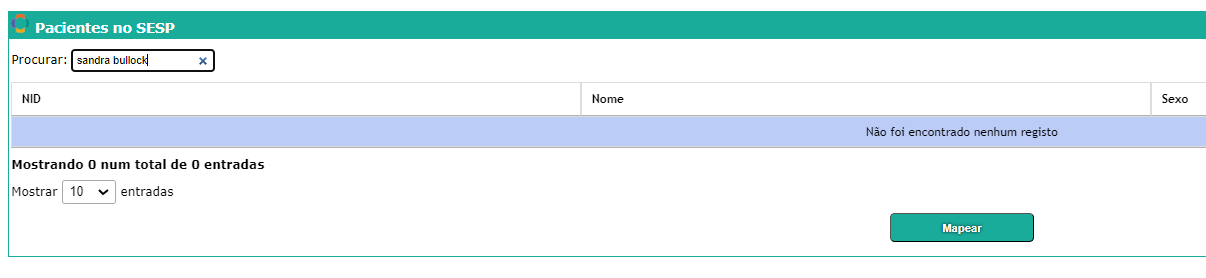 Pacientes no SESP
Procurar: sandra bullock
NID Nome Sexo
Não foi encontrado nenhum registo
Mostrando 0 num total de 0 entradas
Mostrar 10 entradas
Mapear